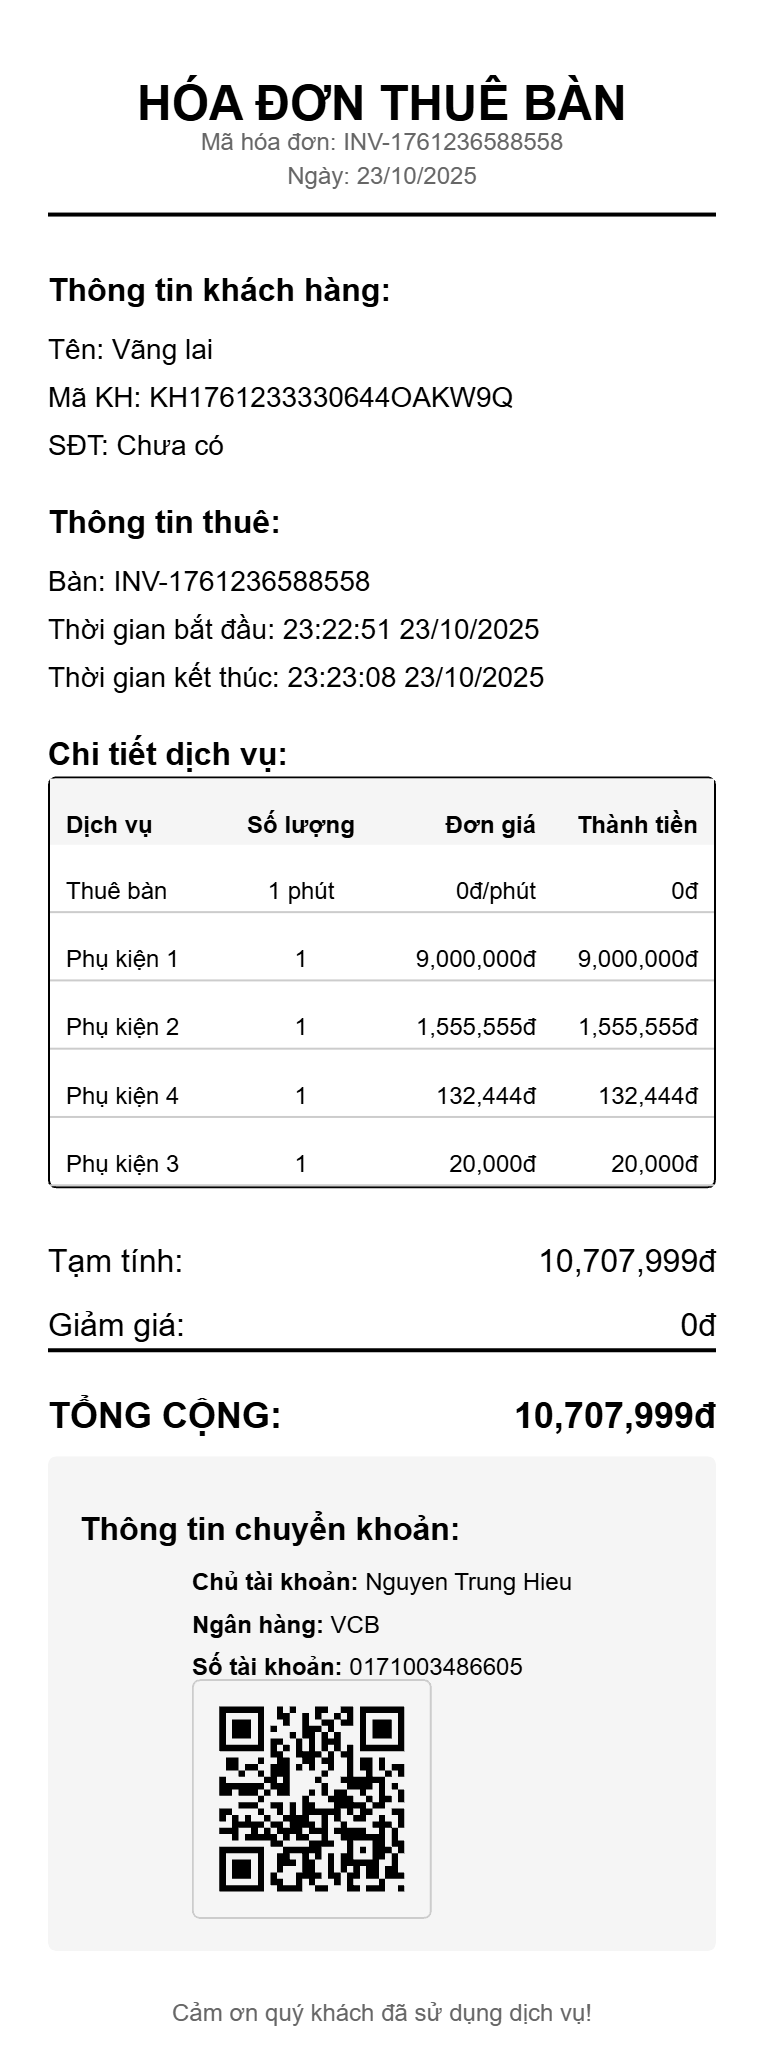 HÓA ĐƠN THUÊ BÀN
Mã hóa đơn: INV-1761236588558
Ngày: 23/10/2025
Thông tin khách hàng:
Tên: Vãng lai
Mã KH: KH1761233330644OAKW9Q
SĐT: Chưa có
Thông tin thuê:
Bàn: INV-1761236588558
Thời gian bắt đầu: 23:22:51 23/10/2025
Thời gian kết thúc: 23:23:08 23/10/2025
Chi tiết dịch vụ:
Dịch vụ Số lượng Đơn giá Thành tiền
Thuê bàn 1 phút 0đ/phút 0đ
Phụ kiện 1 1 9,000,000đ 9,000,000đ
Phụ kiện 2 1 1,555,555đ 1,555,555đ
Phụ kiện 4 1 132,444đ 132,444đ
Phụ kiện 3 1 20,000đ 20,000đ
Tạm tính: 10,707,999đ
Giảm giá: 0đ
TỔNG CỘNG: 10,707,999đ
Thông tin chuyển khoản:
Chủ tài khoản: Nguyen Trung Hieu
Ngân hàng: VCB
Số tài khoản: 0171003486605
Cảm ơn quý khách đã sử dụng dịch vụ!